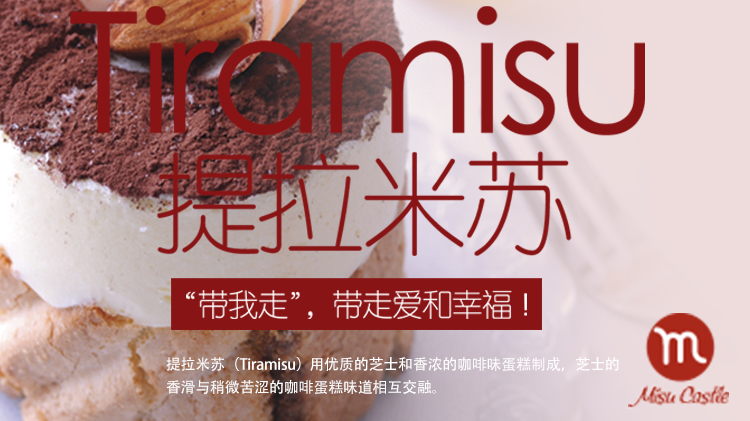 Tiramisu
提拉米苏
“带我走”，带走爱和幸福！
提拉米苏（Tiramisu）用优质的芝士和香浓的咖啡味蛋糕制成，芝士的
香滑与稍微苦涩的咖啡蛋糕味道相互交融。
m
Misu Castle